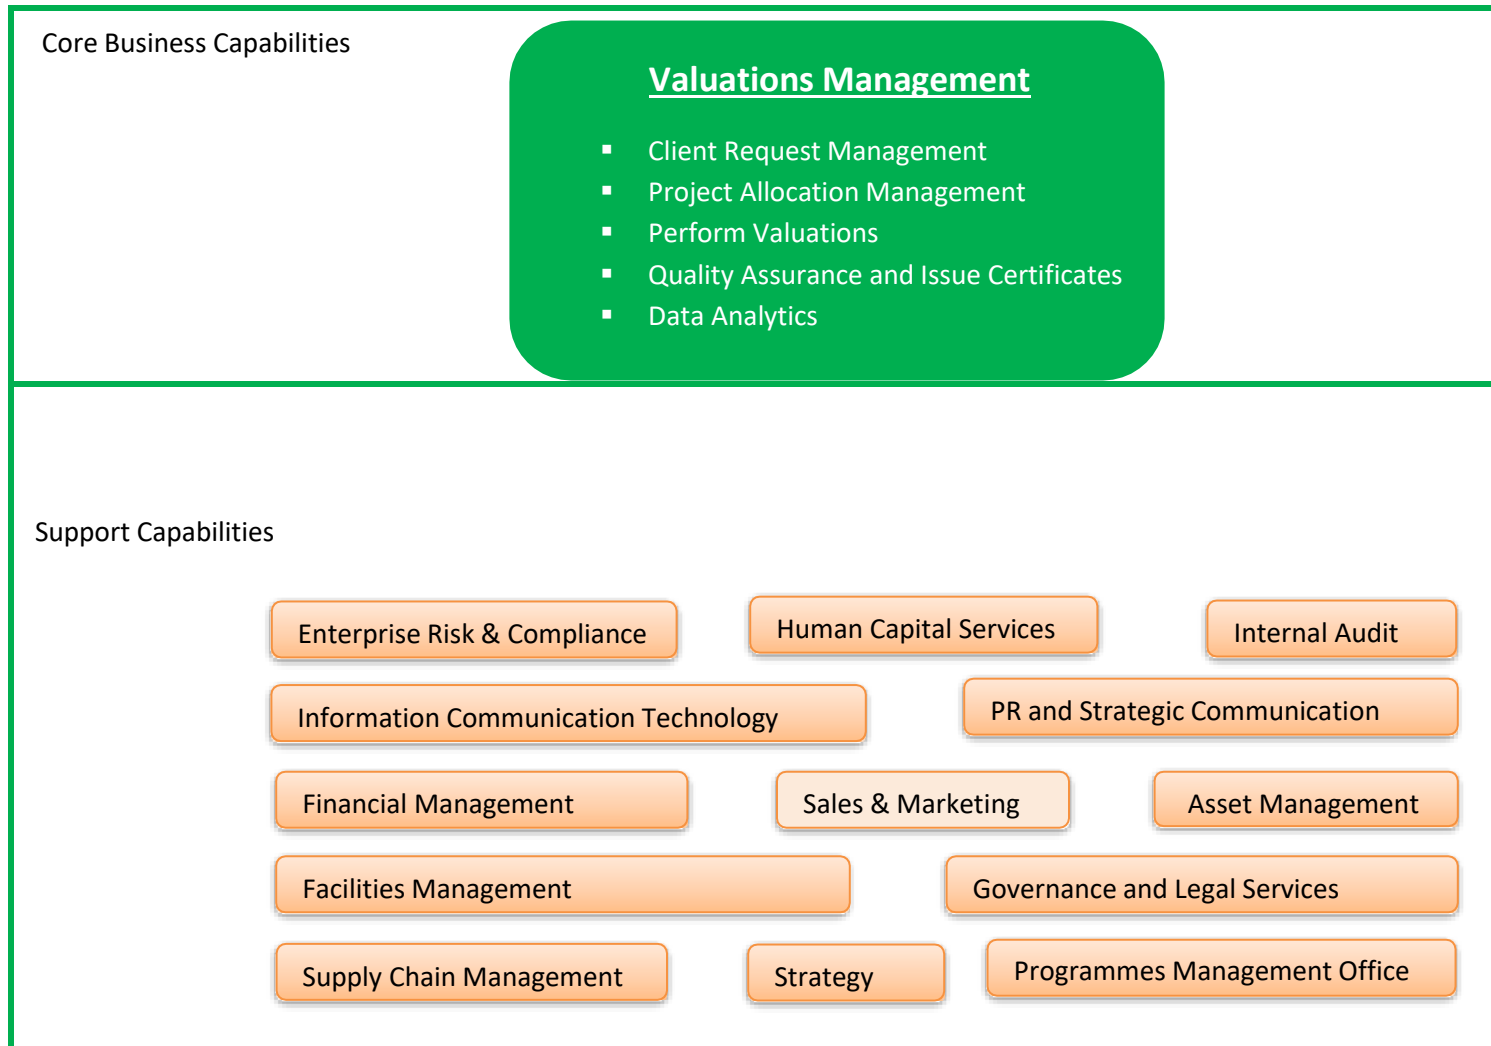 Core Business Capabilities
Valuations Management
▪ Client Request Management
▪ Project Allocation Management
▪ Perform Valuations
▪ Quality Assurance and Issue Certificates
▪ Data Analytics
Support Capabilities
Enterprise Risk & Compliance
Human Capital Services
Internal Audit
Information Communication Technology
PR and Strategic Communication
Financial Management
Sales & Marketing
Asset Management
Facilities Management
Governance and Legal Services
Supply Chain Management
Strategy
Programmes Management Office